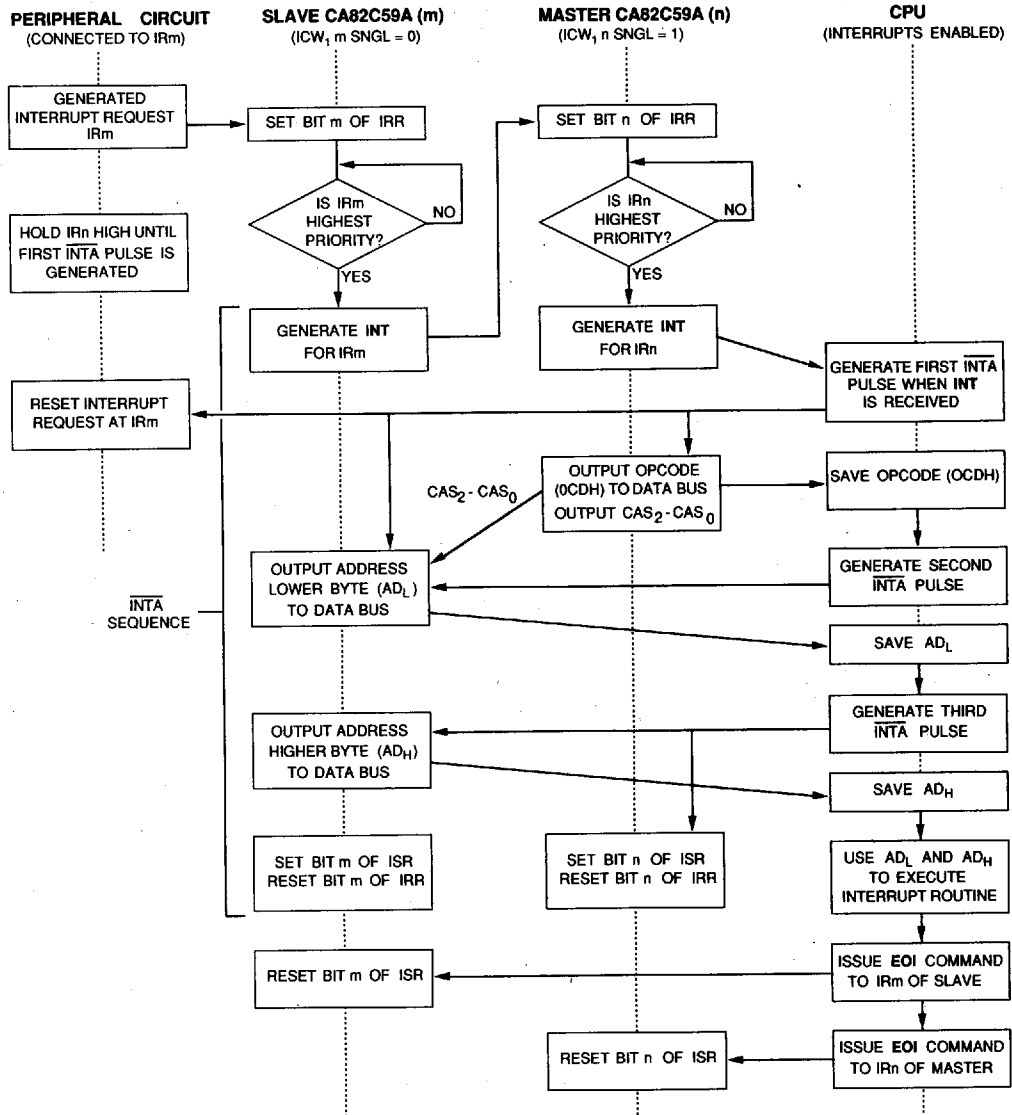 PERIPHERAL CIRCUIT
(CONNECTED TO IRm)
SLAVE CA82C59A (m)
(ICW1 m SNGL = 0)
MASTER CA82C59A (n)
(ICW1 n SNGL = 1)
CPU
(INTERRUPTS ENABLED)
GENERATED
INTERRUPT REQUEST
IRm
SET BIT m OF IRR
SET BIT n OF IRR
IS IRm
HIGHEST
PRIORITY?
NO
YES
IS IRn
HIGHEST
PRIORITY?
NO
YES
HOLD IRn HIGH UNTIL
FIRST INTA PULSE IS
GENERATED
GENERATE INT
FOR IRm
GENERATE INT
FOR IRn
GENERATE FIRST INTA
PULSE WHEN INT
IS RECEIVED
RESET INTERRUPT
REQUEST AT IRm
OUTPUT OPCODE
(0CDH) TO DATA BUS
OUTPUT CAS2 - CAS0
SAVE OPCODE (OCDH)
CAS2 - CAS0
OUTPUT ADDRESS
LOWER BYTE (ADL)
TO DATA BUS
GENERATE SECOND
INTA PULSE
INTA
SEQUENCE
SAVE ADL
OUTPUT ADDRESS
HIGHER BYTE (ADH)
TO DATA BUS
GENERATE THIRD
INTA PULSE
SAVE ADH
SET BIT m OF ISR
RESET BIT m OF IRR
SET BIT n OF ISR
RESET BIT n OF IRR
USE ADL AND ADH
TO EXECUTE
INTERRUPT ROUTINE
RESET BIT m OF ISR
ISSUE EOI COMMAND
TO IRm OF SLAVE
RESET BIT n OF ISR
ISSUE EOI COMMAND
TO IRn OF MASTER